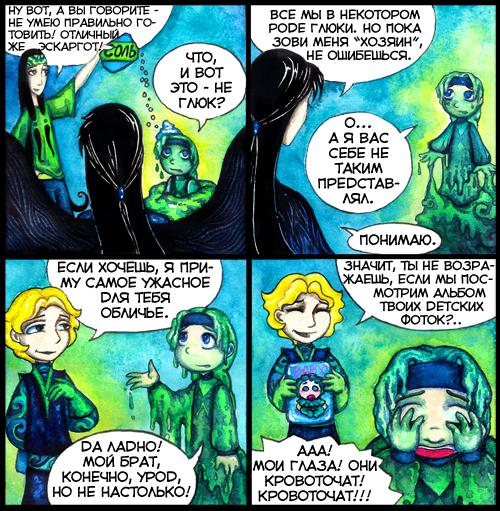 НУ ВОТ, А ВЫ ГОВОРИТЕ -
НЕ УМЕЮ ПРАВИЛЬНО ГО-
ТОВИТЬ! ОТЛИЧНЫЙ
ЖЕ ЭСКАРГОТ!
СОЛЬ
ЧТО,
И ВОТ
ЭТО - НЕ
ГЛЮК?
ВСЕ МЫ В НЕКОТОРОМ
РОДЕ ГЛЮКИ. НО ПОКА
ЗОВИ МЕНЯ "ХОЗЯИН",
НЕ ОШИБЕШЬСЯ.
О...
А Я ВАС
СЕБЕ НЕ
ТАКИМ
ПРЕДСТАВ-
ЛЯЛ.
ПОНИМАЮ.
ЕСЛИ ХОЧЕШЬ, Я ПРИ-
МУ САМОЕ УЖАСНОЕ
ДЛЯ ТЕБЯ
ОБЛИЧЬЕ.
ДА ЛАДНО!
МОЙ БРАТ,
КОНЕЧНО, УРОД,
НО НЕ НАСТОЛЬКО!
ЗНАЧИТ, ТЫ НЕ ВОЗРА-
ЖАЕШЬ, ЕСЛИ МЫ ПОС-
МОТРИМ АЛЬБОМ
ТВОИХ ДЕТСКИХ
ФОТОК?..
BABY
ААА!
МОИ ГЛАЗА! ОНИ
КРОВОТОЧАТ!
КРОВОТОЧАТ!!!